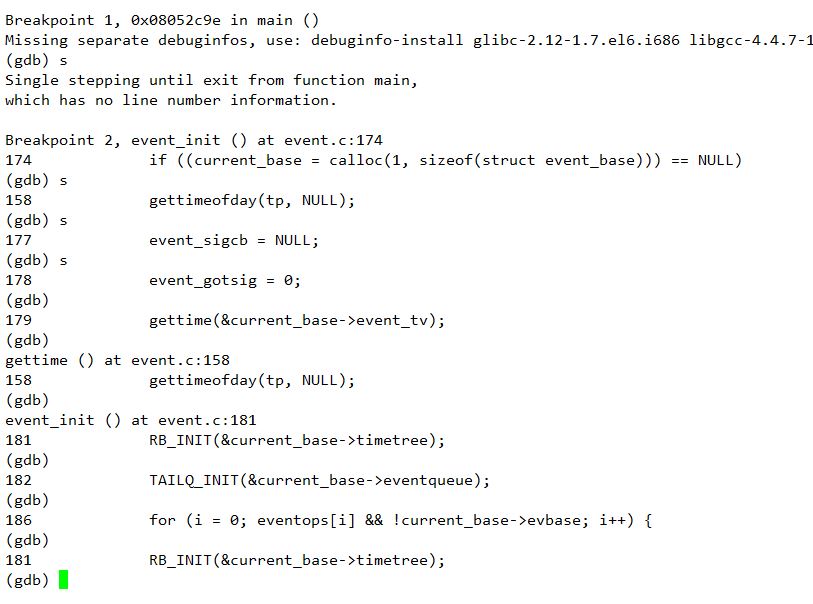 Breakpoint 1, 0x08052c9e in main ()
Missing separate debuginfos, use: debuginfo-install glibc-2.12-1.7.el6.i686 libgcc-4.4.7-1
(gdb) s
Single stepping until exit from function main,
which has no line number information.

Breakpoint 2, event_init () at event.c:174
174             if ((current_base = calloc(1, sizeof(struct event_base))) == NULL)
(gdb) s
158             gettimeofday(tp, NULL);
(gdb) s
177             event_sigcb = NULL;
(gdb) s
178             event_gotsig = 0;
(gdb)
179             gettime(&current_base->event_tv);
(gdb)
gettime () at event.c:158
158             gettimeofday(tp, NULL);
(gdb)
event_init () at event.c:181
181             RB_INIT(&current_base->timetree);
(gdb)
182             TAILQ_INIT(&current_base->eventqueue);
(gdb)
186             for (i = 0; eventops[i] && !current_base->evbase; i++) {
(gdb)
181             RB_INIT(&current_base->timetree);
(gdb)